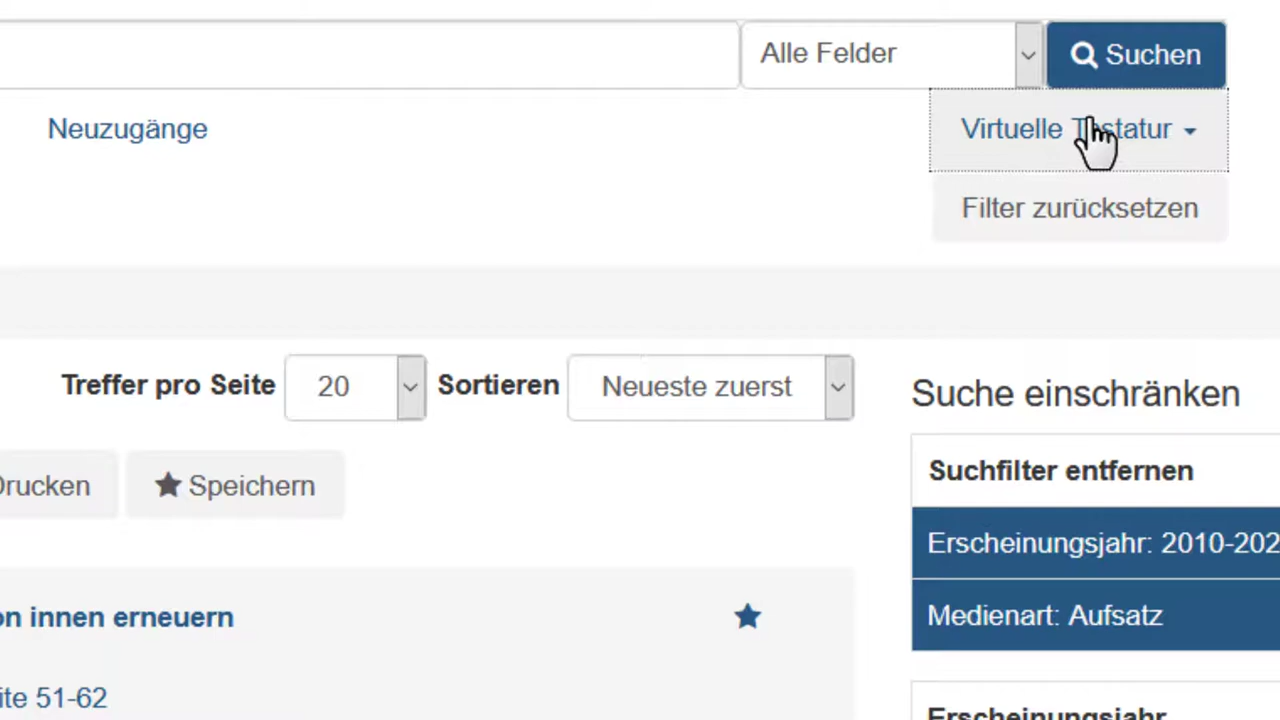 Alle Felder
Suchen
Neuzugänge
Virtuelle Tastatur
Filter zurücksetzen
Treffer pro Seite 20 Sortieren Neueste zuerst
Suche einschränken
Drucken Speichern
Suchfilter entfernen
Erscheinungsjahr: 2010-202
Medienart: Aufsatz
on innen erneuern
ite 51-62
Erscheinungsjahr